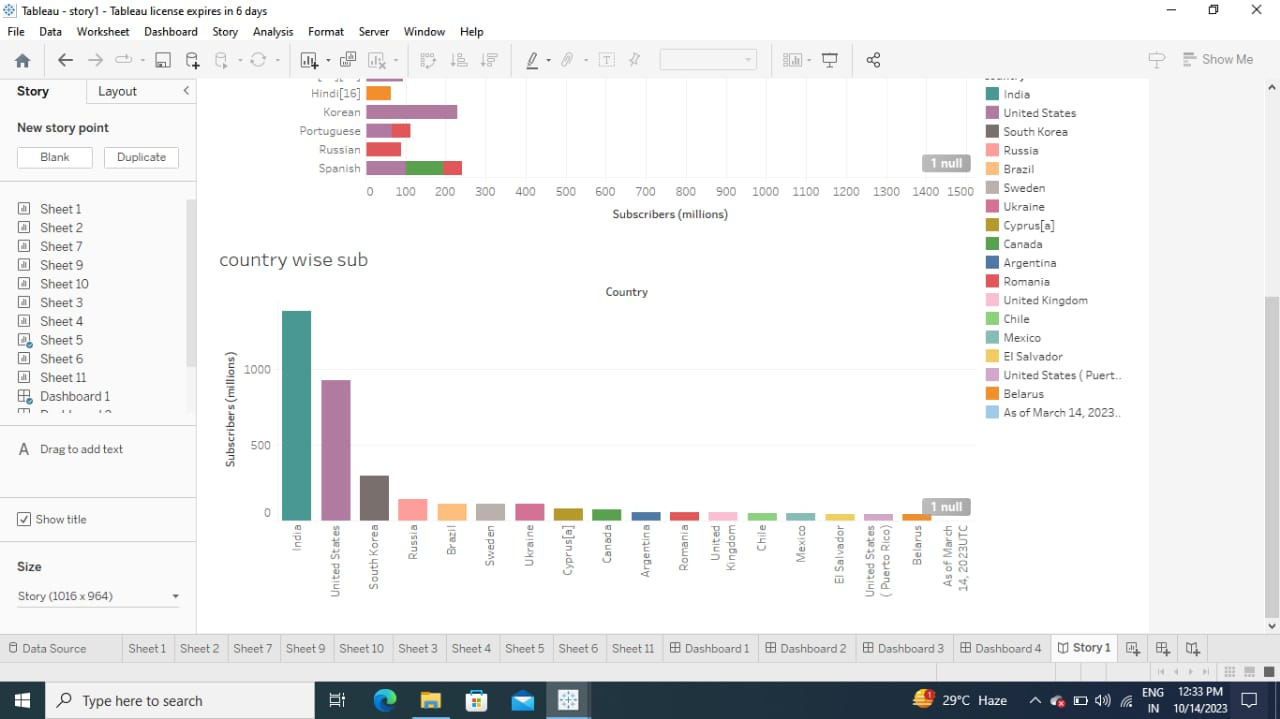 Tableau - story1 - Tableau license expires in 6 days
File Data Worksheet Dashboard Story Analysis Format Server Window Help
Show Me
Story Layout
New story point
Blank Duplicate
Sheet 1
Sheet 2
Sheet 7
Sheet 9
Sheet 10
Sheet 3
Sheet 4
Sheet 5
Sheet 6
Sheet 11
Dashboard 1
A Drag to add text
Show title
Size
Story (1016 x 964)
Hindi[16]
Korean
Portuguese
Russian
Spanish
1 null
0 100 200 300 400 500 600 700 800 900 1000 1100 1200 1300 1400 1500
Subscribers (millions)
country wise sub
Country
Subscribers (millions)
1000
500
0
1 null
India
United States
South Korea
Russia
Brazil
Sweden
Ukraine
Cyprus[a]
Canada
Argentina
Romania
United
Kingdom
Chile
Mexico
El Salvador
United States
( Puerto Rico)
Belarus
As of March
14, 2023UTC
India
United States
South Korea
Russia
Brazil
Sweden
Ukraine
Cyprus[a]
Canada
Argentina
Romania
United Kingdom
Chile
Mexico
El Salvador
United States ( Puert..
Belarus
As of March 14, 2023..
Data Source Sheet 1 Sheet 2 Sheet 7 Sheet 9 Sheet 10 Sheet 3 Sheet 4 Sheet 5 Sheet 6 Sheet 11 Dashboard 1 Dashboard 2 Dashboard 3 Dashboard 4 Story 1
Type here to search
1
29°C Haze
ENG
IN
12:33 PM
10/14/2023